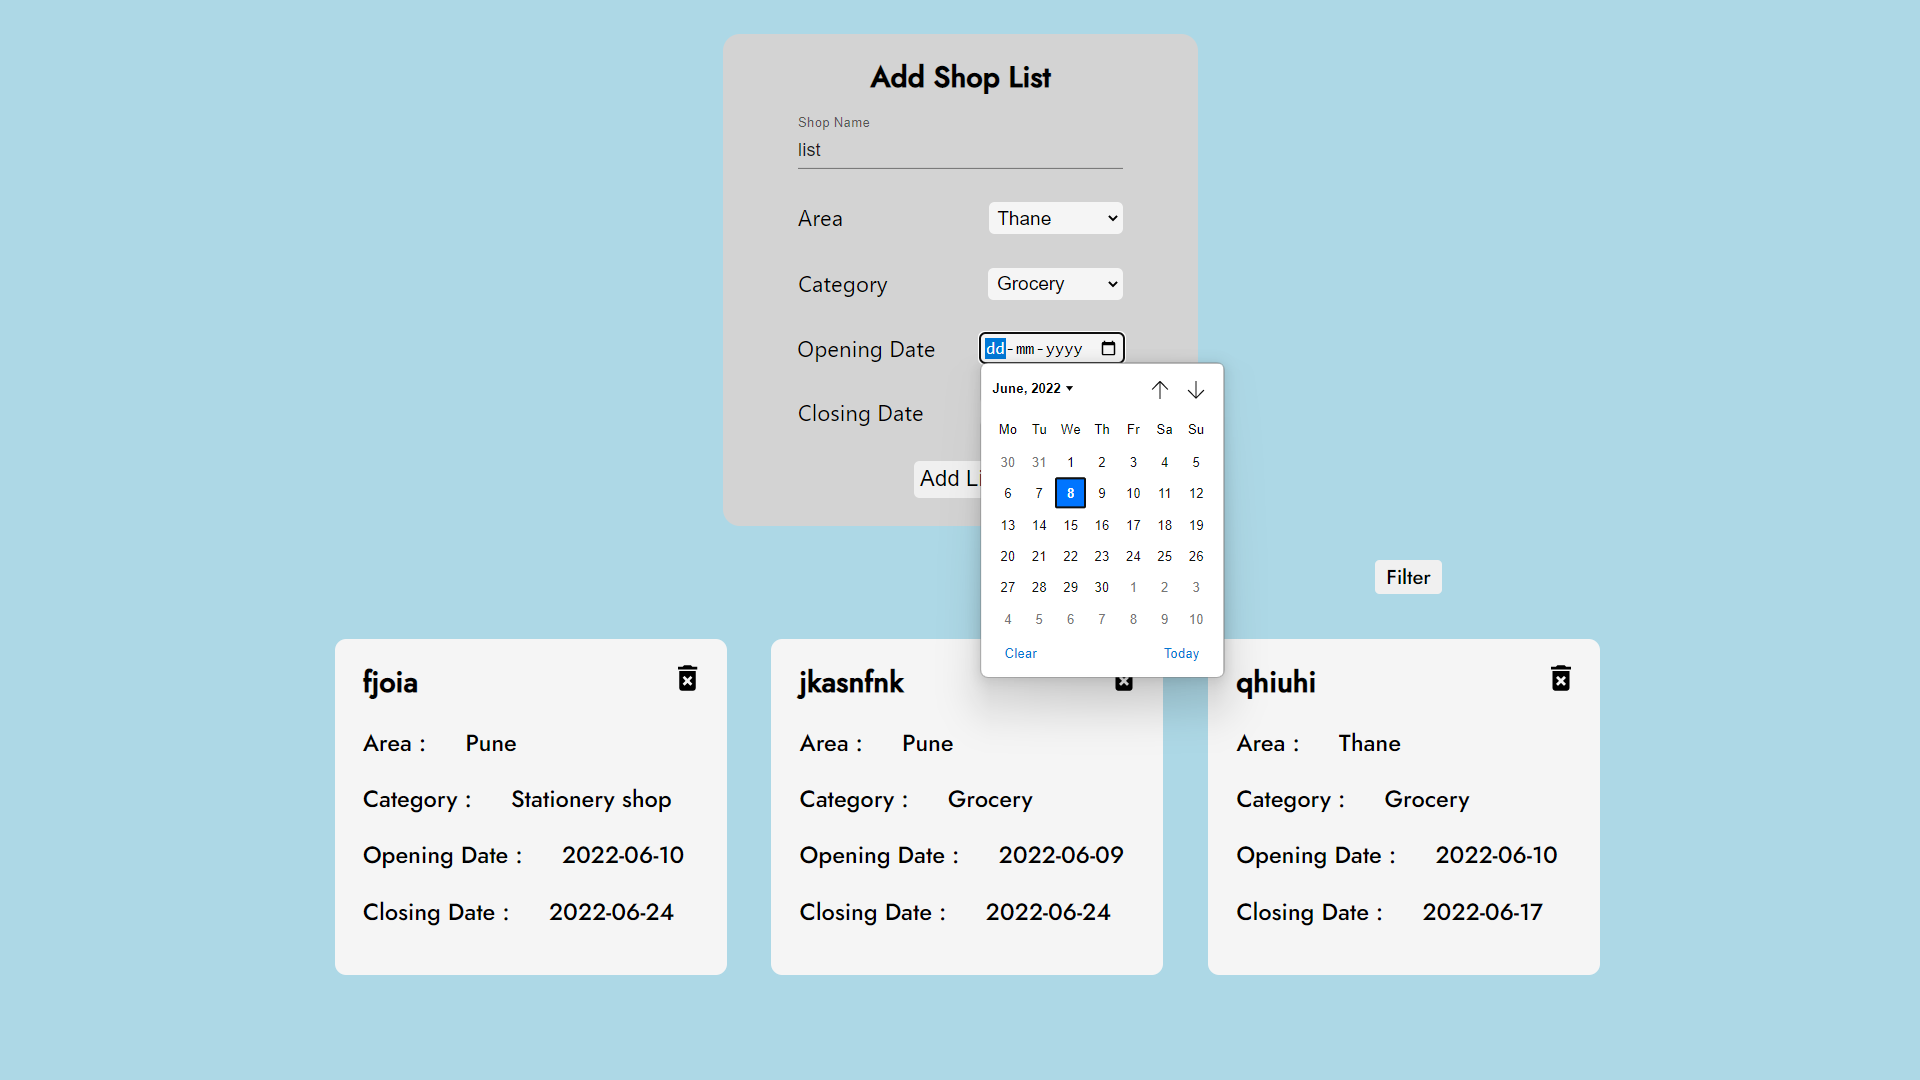 Add Shop List
Shop Name
list
Area Thane
Category Grocery
Opening Date dd-mm-yyyy
June, 2022
Closing Date
Mo Tu We Th Fr Sa Su
30 31 1 2 3 4 5
Add Li
6 7 8 9 10 11 12
13 14 15 16 17 18 19
20 21 22 23 24 25 26
27 28 29 30 1 2 3
4 5 6 7 8 9 10
Clear Today
Filter
fjoia
Area : Pune
Category : Stationery shop
Opening Date : 2022-06-10
Closing Date : 2022-06-24
jkasnfnk
Area : Pune
Category : Grocery
Opening Date : 2022-06-09
Closing Date : 2022-06-24
qhiuhi
Area : Thane
Category : Grocery
Opening Date : 2022-06-10
Closing Date : 2022-06-17